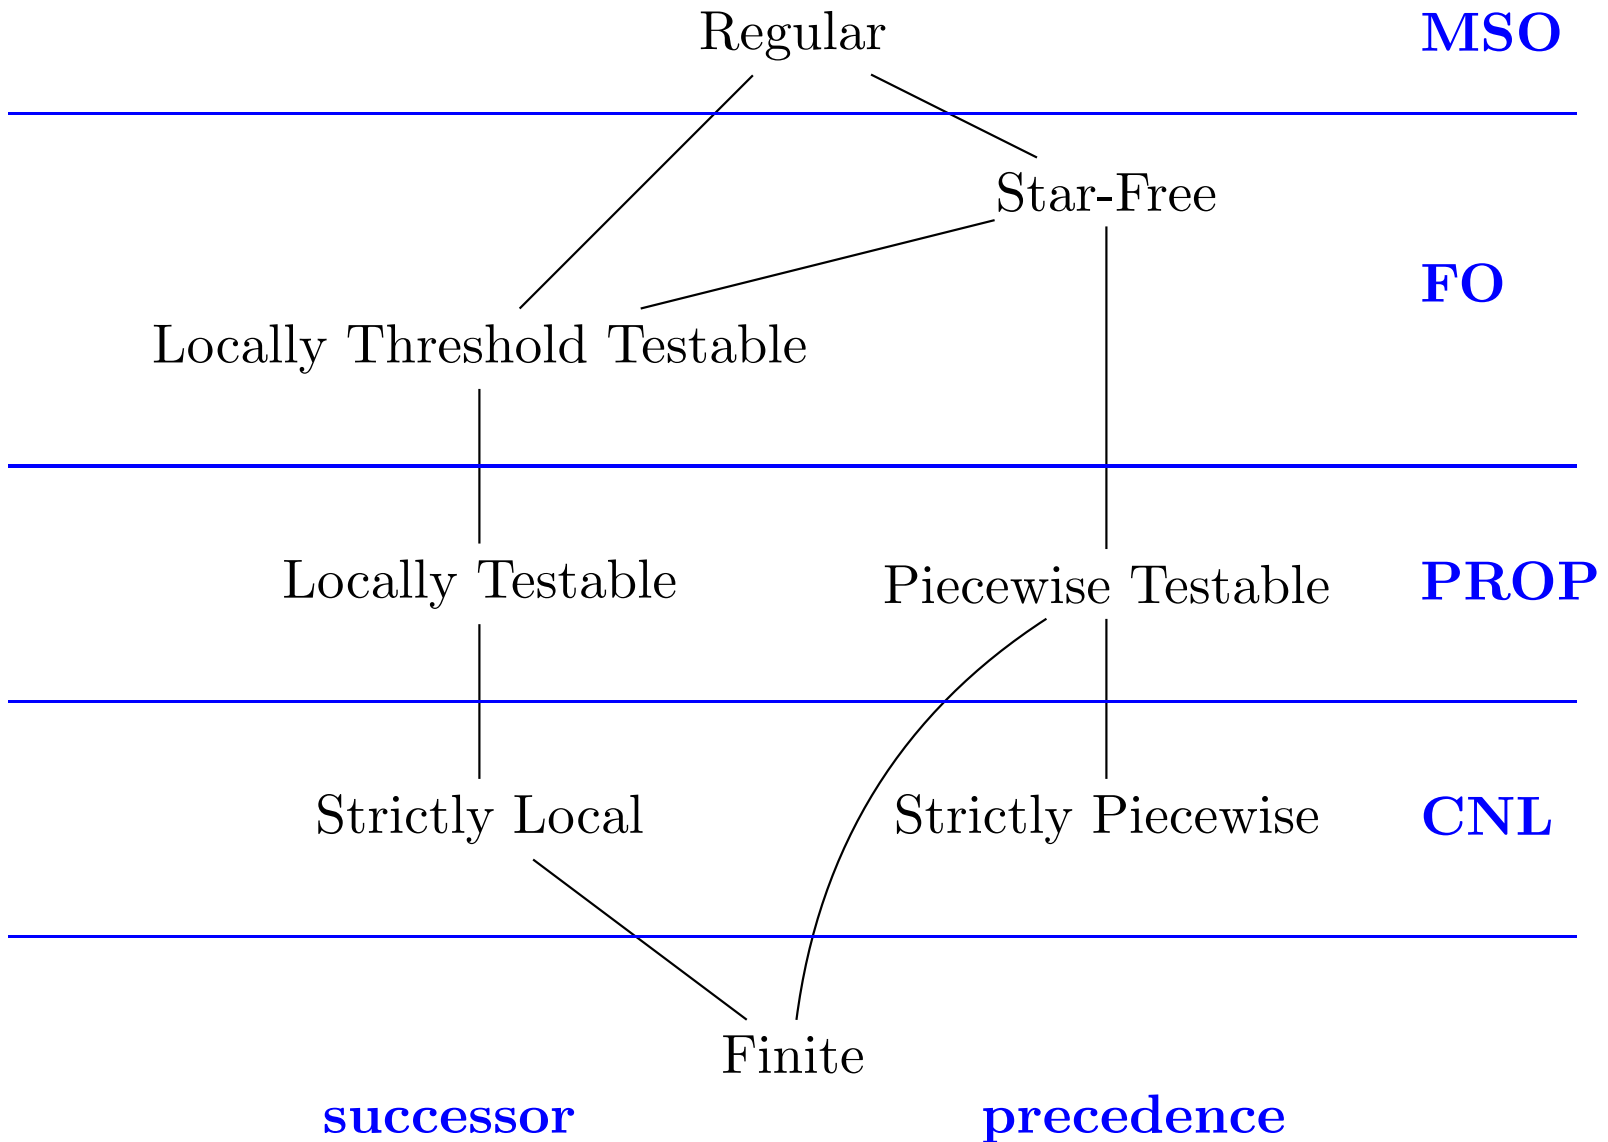 Regular
MSO
Star-Free
FO
Locally Threshold Testable
Locally Testable
Piecewise Testable
PROP
Strictly Local
Strictly Piecewise
CNL
Finite
successor
precedence